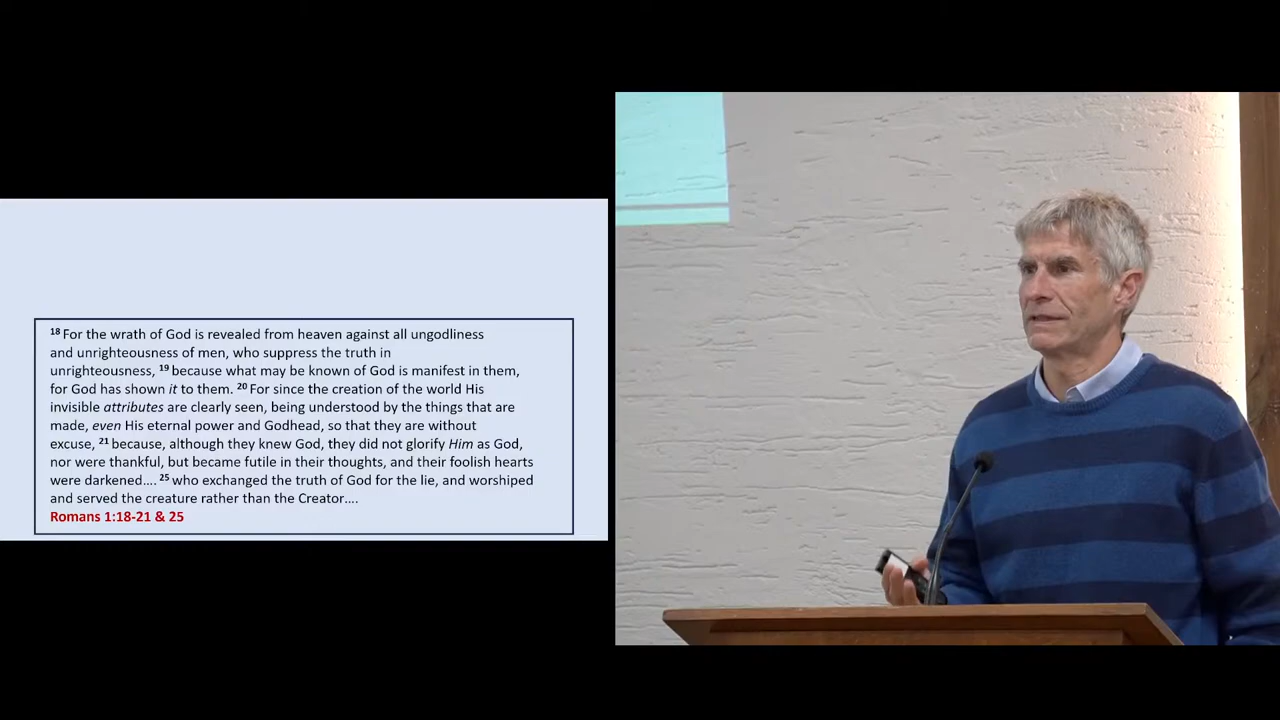 18 For the wrath of God is revealed from heaven against all ungodliness
and unrighteousness of men, who suppress the truth in
unrighteousness, 19 because what may be known of God is manifest in them,
for God has shown it to them. 20 For since the creation of the world His
invisible attributes are clearly seen, being understood by the things that are
made, even His eternal power and Godhead, so that they are without
excuse, 21 because, although they knew God, they did not glorify Him as God,
nor were thankful, but became futile in their thoughts, and their foolish hearts
were darkened.... 25 who exchanged the truth of God for the lie, and worshiped
and served the creature rather than the Creator....
Romans 1:18-21 & 25